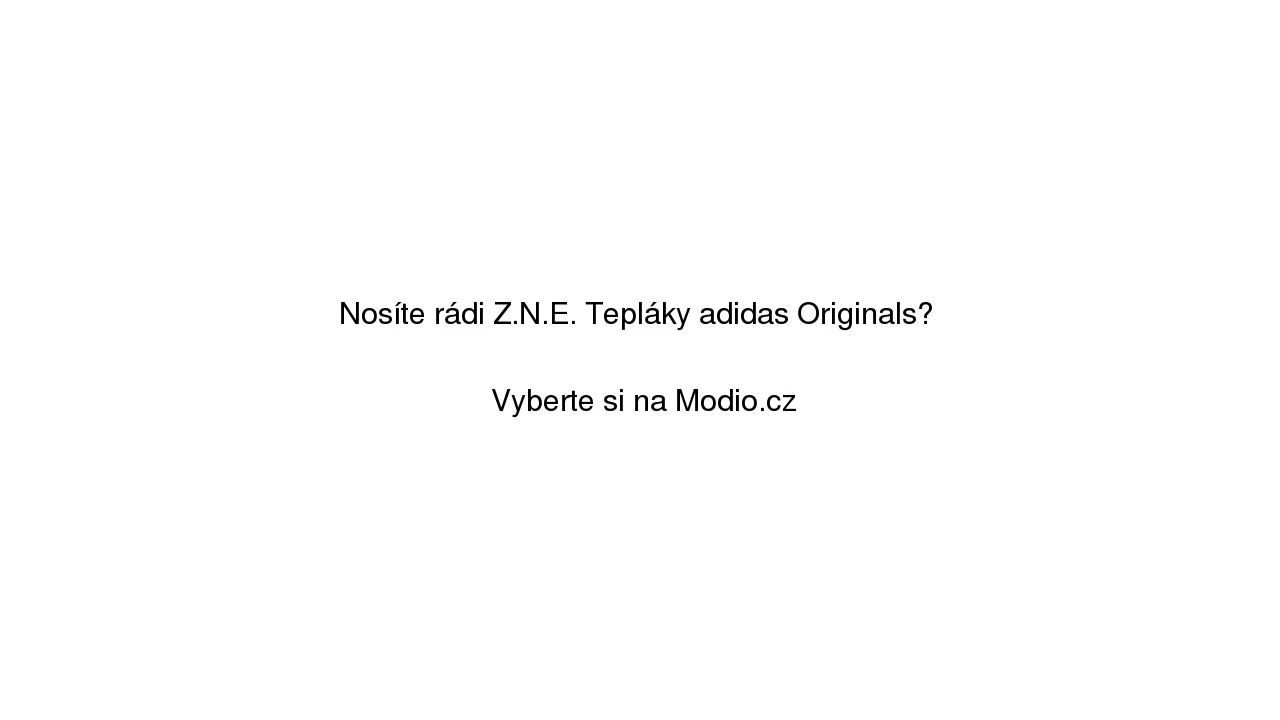 Nosíte rádi Z.N.E. Tepláky adidas Originals?
Vyberte si na Modio.cz